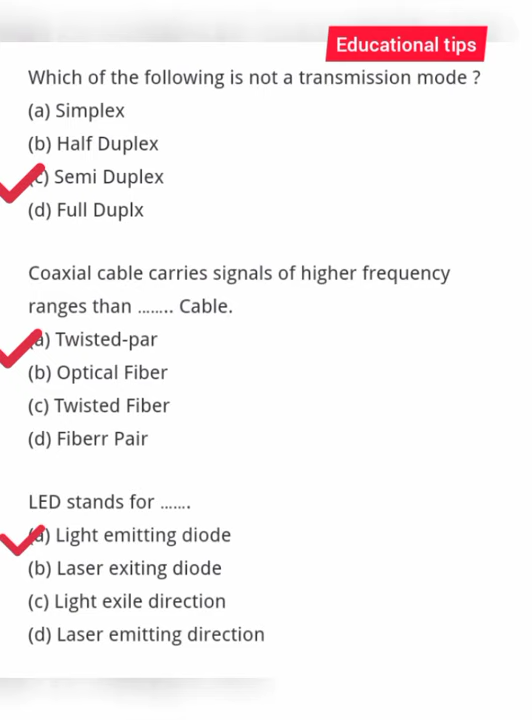 Educational tips
Which of the following is not a transmission mode ?
(a) Simplex
(b) Half Duplex
(c) Semi Duplex
(d) Full Duplx
Coaxial cable carries signals of higher frequency
ranges than ........ Cable.
(a) Twisted-par
(b) Optical Fiber
(c) Twisted Fiber
(d) Fiberr Pair
LED stands for .......
(a) Light emitting diode
(b) Laser exiting diode
(c) Light exile direction
(d) Laser emitting direction